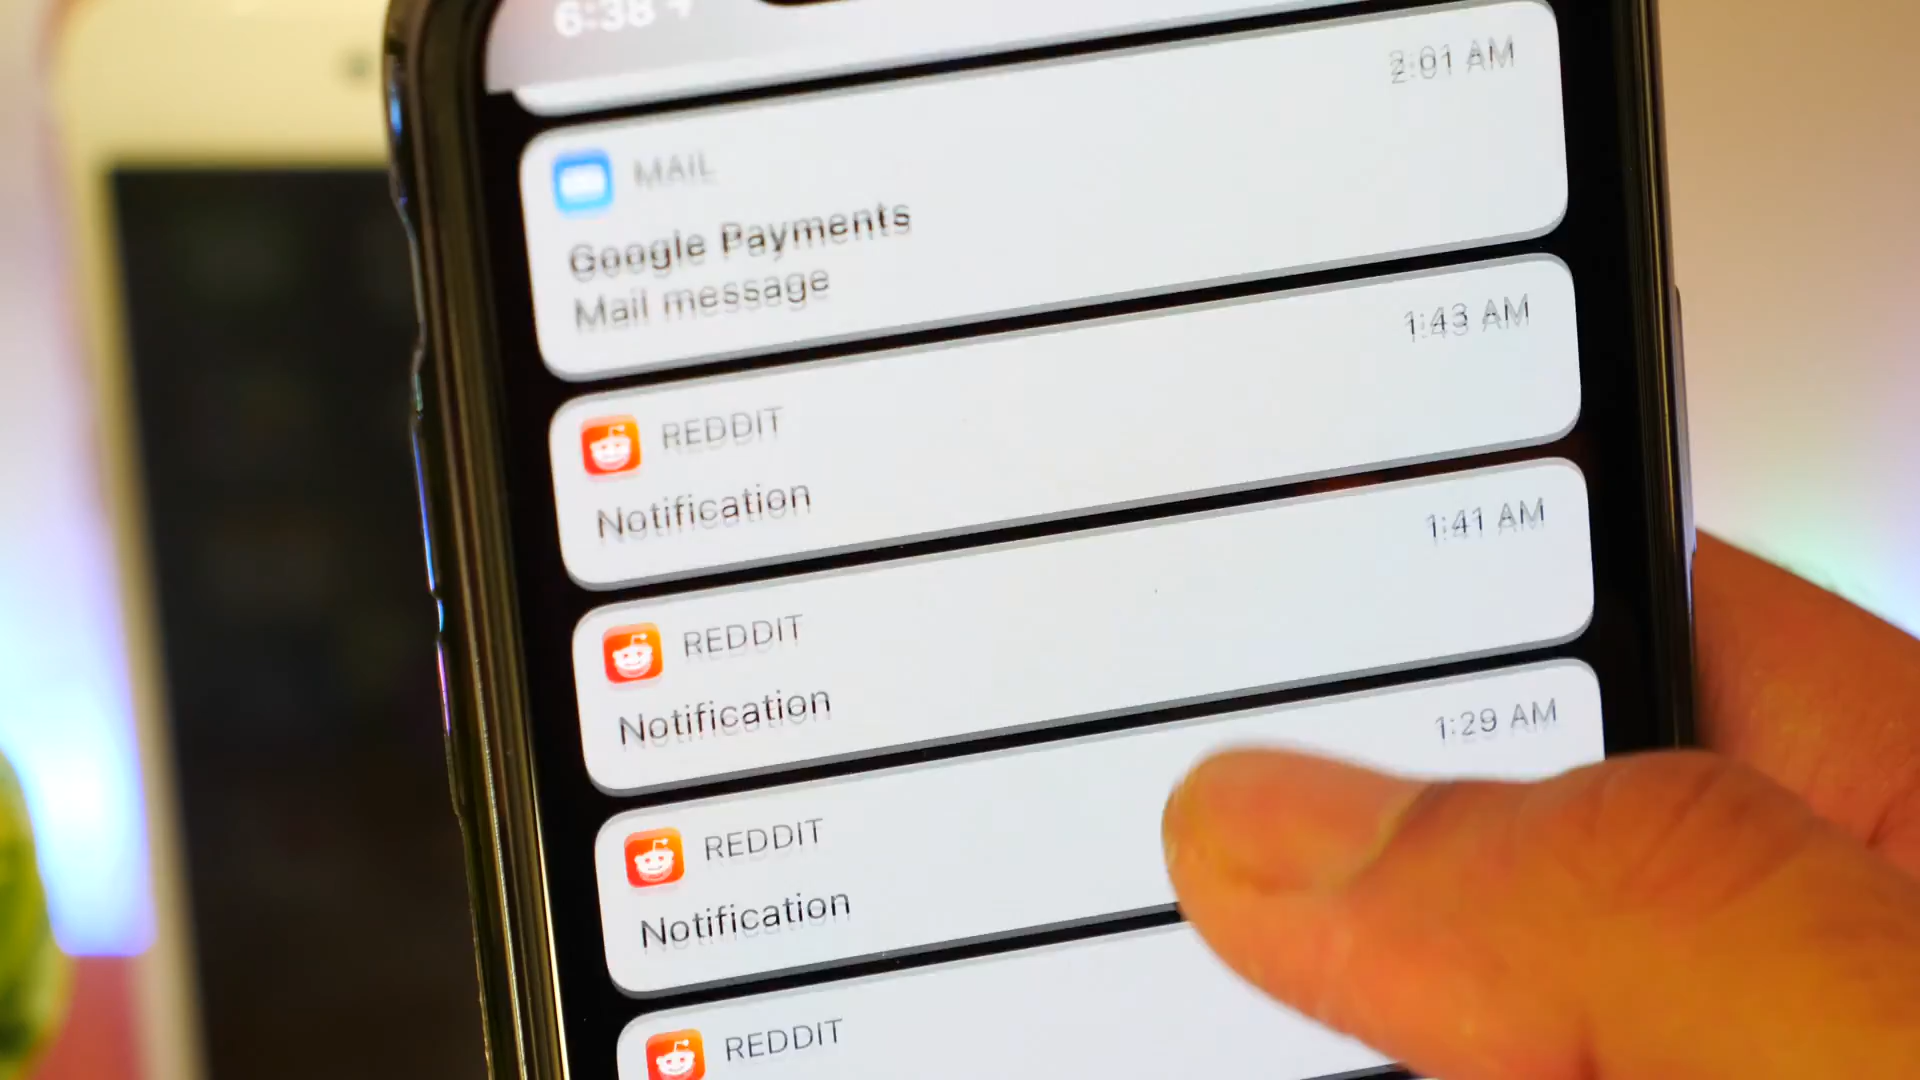 6:38
2:01 AM
MAIL
Google Payments
Mail message
1:43 AM
REDDIT
Notification
1:41 AM
REDDIT
Notification
1:29 AM
REDDIT
Notification
REDDIT